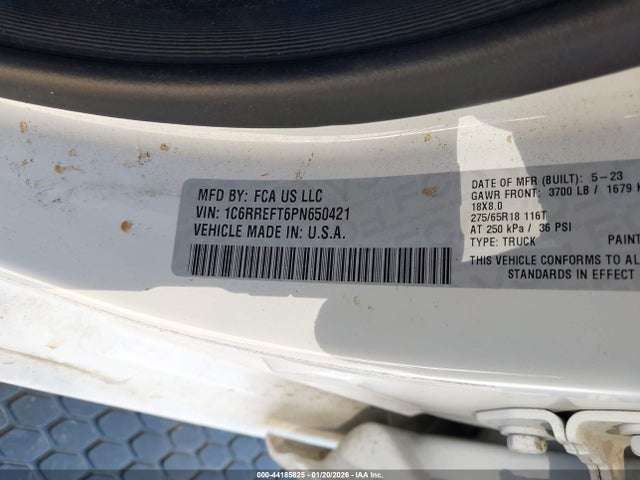 MFD BY: FCA US LLC
VIN: 1C6RREFT6PN650421
VEHICLE MADE IN: U.S.A.
DATE OF MFR (BUILT): 5-23
GAWR FRONT: 3700 LB / 1679 K
18X8.0
275/65R18 116T
AT 250 kPa / 36 PSI
TYPE: TRUCK PAINT
THIS VEHICLE CONFORMS TO AL
STANDARDS IN EFFECT
000-44185825 - 01/20/2026 - IAAI.COM